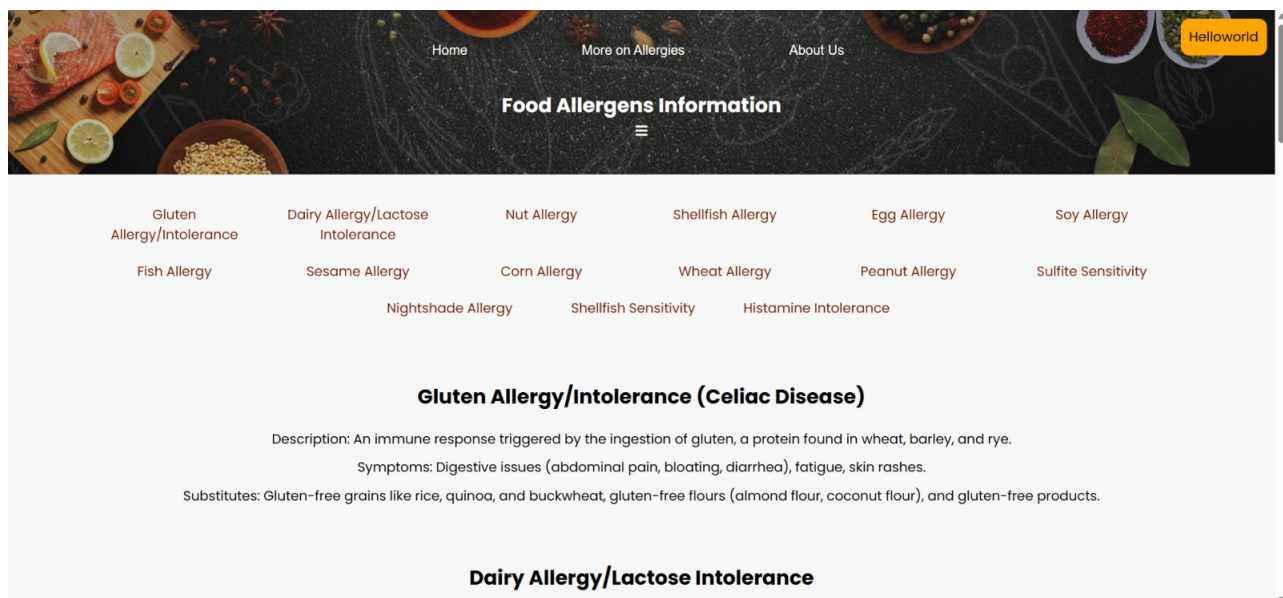 Home More on Allergies About Us Helloworld
Food Allergens Information
Gluten Allergy/Intolerance
Dairy Allergy/Lactose Intolerance
Nut Allergy
Shellfish Allergy
Egg Allergy
Soy Allergy
Fish Allergy
Sesame Allergy
Corn Allergy
Wheat Allergy
Peanut Allergy
Sulfite Sensitivity
Nightshade Allergy
Shellfish Sensitivity
Histamine Intolerance
Gluten Allergy/Intolerance (Celiac Disease)
Description: An immune response triggered by the ingestion of gluten, a protein found in wheat, barley, and rye.
Symptoms: Digestive issues (abdominal pain, bloating, diarrhea), fatigue, skin rashes.
Substitutes: Gluten-free grains like rice, quinoa, and buckwheat, gluten-free flours (almond flour, coconut flour), and gluten-free products.
Dairy Allergy/Lactose Intolerance